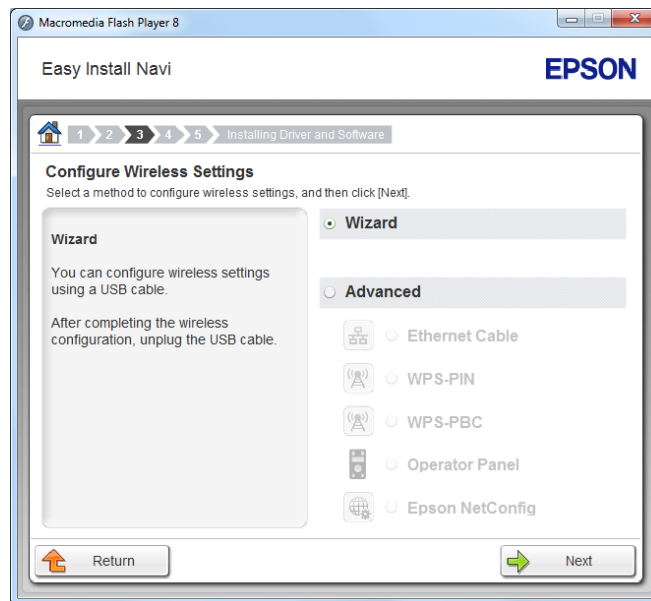 Macromedia Flash Player 8
Easy Install Navi
EPSON
1 2 3 4 5 Installing Driver and Software
Configure Wireless Settings
Select a method to configure wireless settings, and then click [Next].
Wizard
You can configure wireless settings
using a USB cable.
After completing the wireless
configuration, unplug the USB cable.
Wizard
Advanced
Ethernet Cable
WPS-PIN
WPS-PBC
Operator Panel
Epson NetConfig
Return
Next